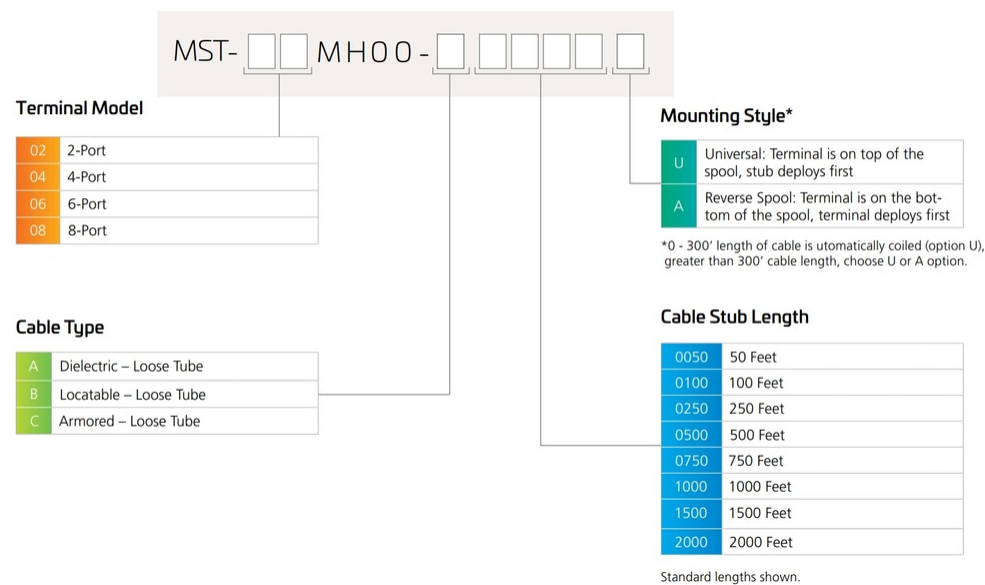 MST- MH00 -
Terminal Model
02 2-Port
04 4-Port
06 6-Port
08 8-Port
Cable Type
A Dielectric – Loose Tube
B Locatable – Loose Tube
C Armored – Loose Tube
Mounting Style*
U Universal: Terminal is on top of the
spool, stub deploys first
A Reverse Spool: Terminal is on the bot-
tom of the spool, terminal deploys first
*0 - 300’ length of cable is utomatically coiled (option U),
greater than 300’ cable length, choose U or A option.
Cable Stub Length
0050 50 Feet
0100 100 Feet
0250 250 Feet
0500 500 Feet
0750 750 Feet
1000 1000 Feet
1500 1500 Feet
2000 2000 Feet
Standard lengths shown.